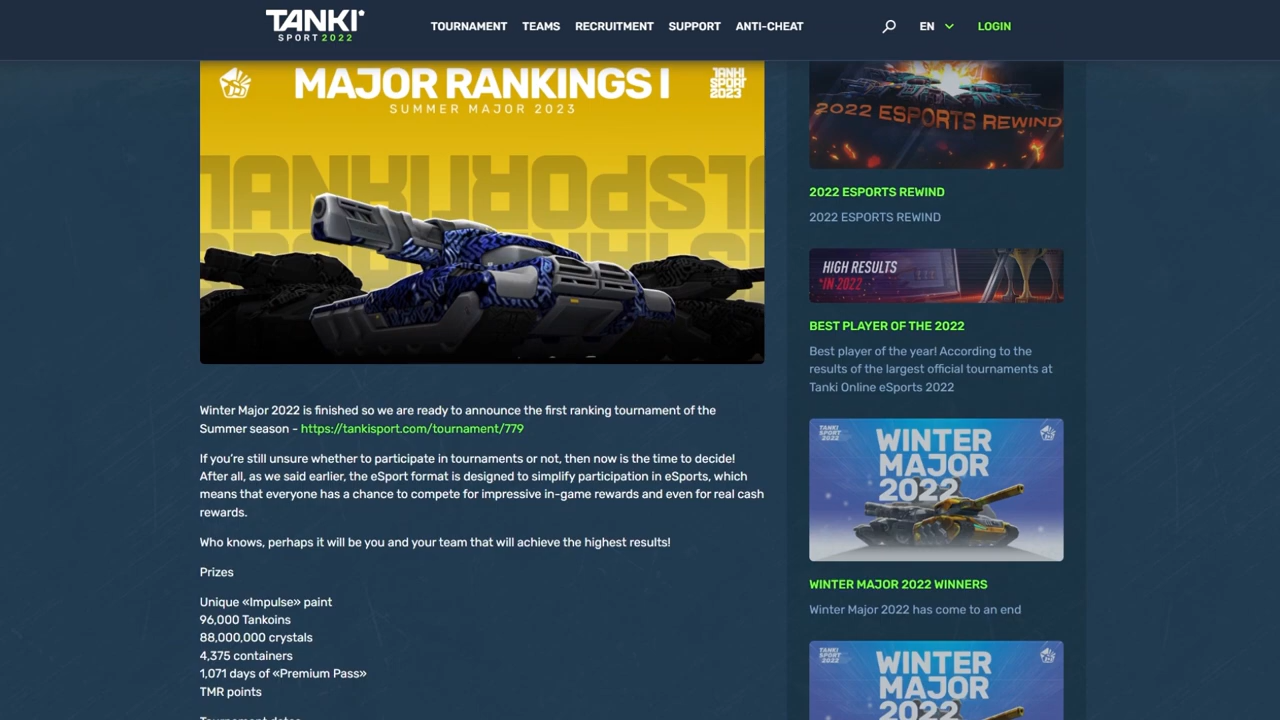 TANKI
SPORT 2022
TOURNAMENT TEAMS RECRUITMENT SUPPORT ANTI-CHEAT
EN
LOGIN
MAJOR RANKINGS I
SUMMER MAJOR 2023
TANKI SPORT 2023
Winter Major 2022 is finished so we are ready to announce the first ranking tournament of the
Summer season - https://tankisport.com/tournament/779
If you're still unsure whether to participate in tournaments or not, then now is the time to decide!
After all, as we said earlier, the eSport format is designed to simplify participation in eSports, which
means that everyone has a chance to compete for impressive in-game rewards and even for real cash
rewards.
Who knows, perhaps it will be you and your team that will achieve the highest results!
Prizes
Unique «Impulse» paint
96,000 Tankoins
88,000,000 crystals
4,375 containers
1,071 days of «Premium Pass»
TMR points
Tournament dates
2022 ESPORTS REWIND
2022 ESPORTS REWIND
2022 ESPORTS REWIND
HIGH RESULTS
IN 2022
BEST PLAYER OF THE 2022
Best player of the year! According to the
results of the largest official tournaments at
Tanki Online eSports 2022
TANKI SPORT 2022
WINTER
MAJOR
2022
WINTER MAJOR 2022 WINNERS
Winter Major 2022 has come to an end
TANKI SPORT 2022
WINTER
MAJOR
2022